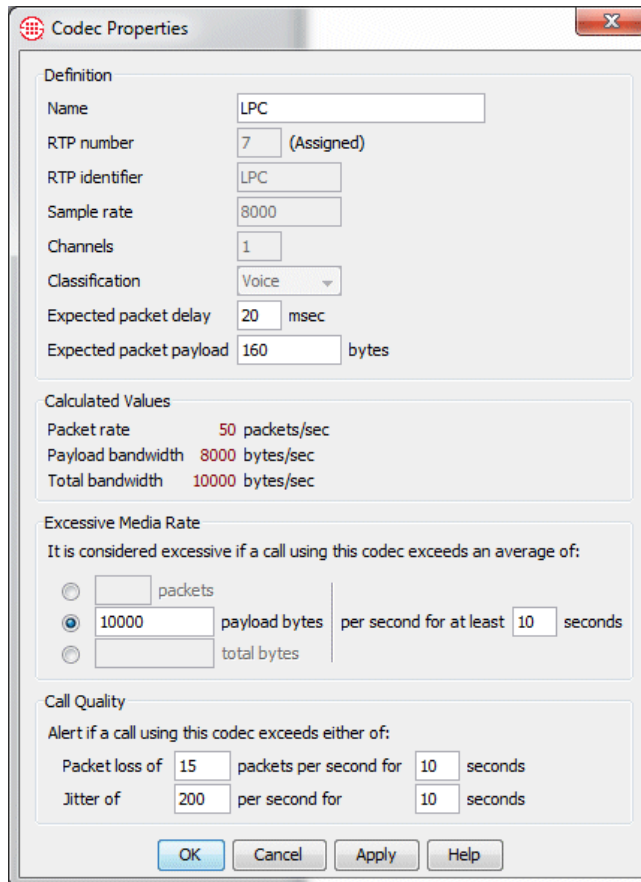 Codec Properties
Definition
Name LPC
RTP number 7 (Assigned)
RTP identifier LPC
Sample rate 8000
Channels 1
Classification Voice
Expected packet delay 20 msec
Expected packet payload 160 bytes
Calculated Values
Packet rate 50 packets/sec
Payload bandwidth 8000 bytes/sec
Total bandwidth 10000 bytes/sec
Excessive Media Rate
It is considered excessive if a call using this codec exceeds an average of:
packets
10000 payload bytes per second for at least 10 seconds
total bytes
Call Quality
Alert if a call using this codec exceeds either of:
Packet loss of 15 packets per second for 10 seconds
Jitter of 200 per second for 10 seconds
OK Cancel Apply Help